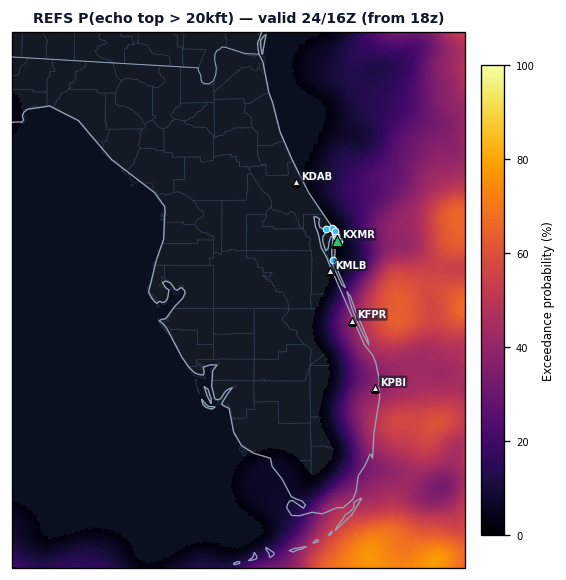 REFS P(echo top > 20kft) — valid 24/16Z (from 18z)
KDAB
KXMR
KMLB
KFPR
KPBI
100
80
60
40
20
0
Exceedance probability (%)